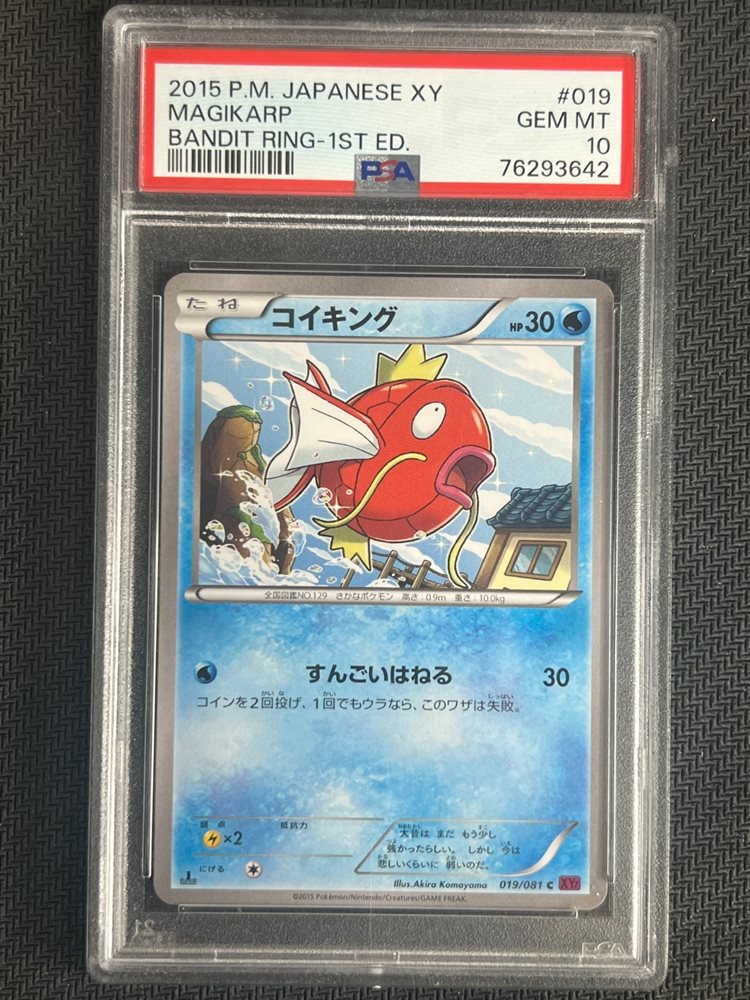 2015 P.M. JAPANESE XY #019
MAGIKARP GEM MT
BANDIT RING-1ST ED. 10
PSA 76293642
たね コイキング HP30
全国図鑑NO.129 さかなポケモン 高さ:0.9m 重さ:10.0kg
すんごいはねる 30
コインを2回投げ、1回でもウラなら、このワザは失敗。
弱点 抵抗力
×2
にげる
大昔は まだ もう少し
強かったらしい。 しかし 今は
悲しいくらいに 弱いのだ。
Illus.Akira Komayama 019/081 C XY7
©2015 Pokémon/Nintendo/Creatures/GAME FREAK.
PSA